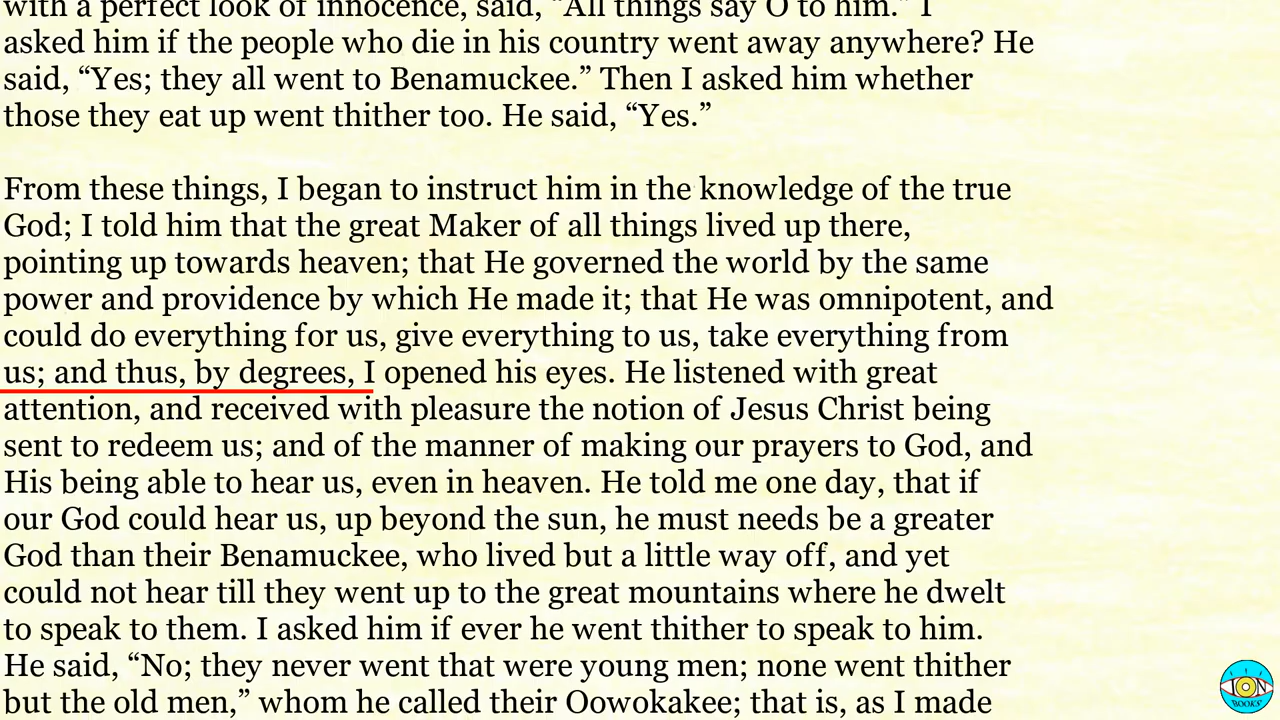 with a perfect look of innocence, said, “All things say O to him.” I
asked him if the people who die in his country went away anywhere? He
said, “Yes; they all went to Benamuckee.” Then I asked him whether
those they eat up went thither too. He said, “Yes.”
From these things, I began to instruct him in the knowledge of the true
God; I told him that the great Maker of all things lived up there,
pointing up towards heaven; that He governed the world by the same
power and providence by which He made it; that He was omnipotent, and
could do everything for us, give everything to us, take everything from
us; and thus, by degrees, I opened his eyes. He listened with great
attention, and received with pleasure the notion of Jesus Christ being
sent to redeem us; and of the manner of making our prayers to God, and
His being able to hear us, even in heaven. He told me one day, that if
our God could hear us, up beyond the sun, he must needs be a greater
God than their Benamuckee, who lived but a little way off, and yet
could not hear till they went up to the great mountains where he dwelt
to speak to them. I asked him if ever he went thither to speak to him.
He said, “No; they never went that were young men; none went thither
but the old men,” whom he called their Oowokakee; that is, as I made
ION
BOOKS